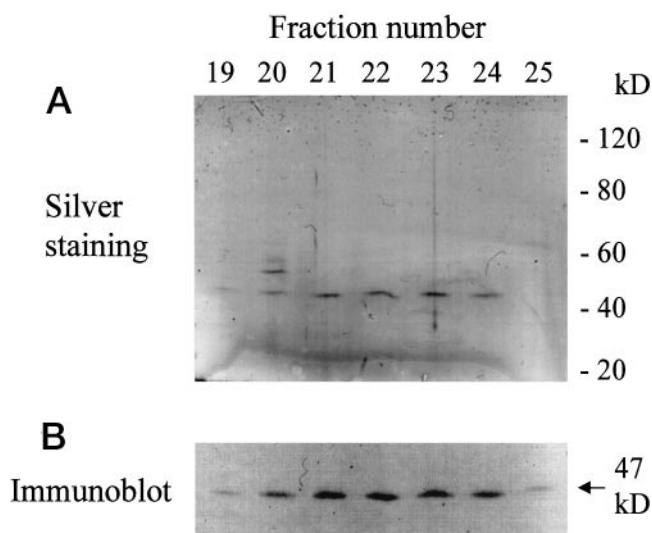 Fraction number
19 20 21 22 23 24 25
kD
A
- 120
- 80
Silver
staining
- 60
- 40
- 20
B
Immunoblot
47
kD